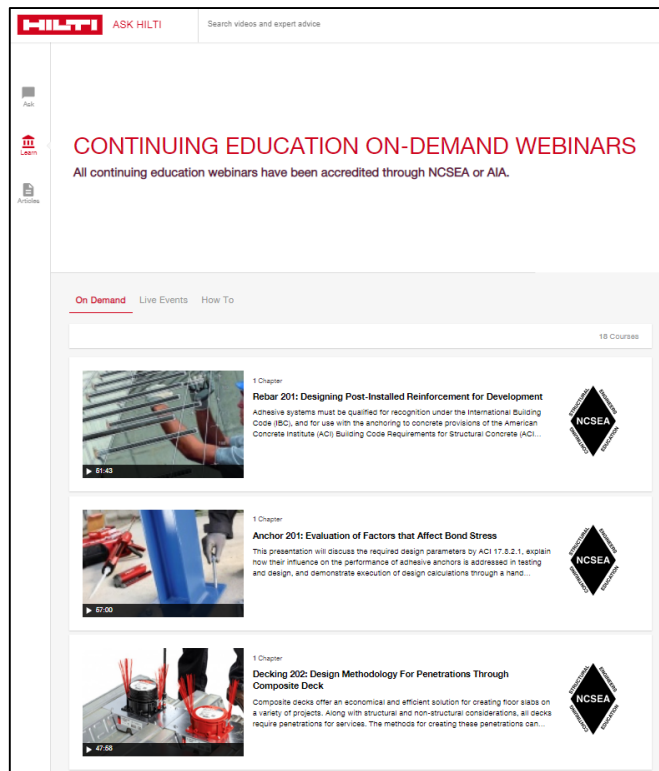 HILTI ASK HILTI Search videos and expert advice
Ask
Learn
Articles
CONTINUING EDUCATION ON-DEMAND WEBINARS
All continuing education webinars have been accredited through NCSEA or AIA.
On Demand Live Events How To
18 Courses
1 Chapter
Rebar 201: Designing Post-Installed Reinforcement for Development
Adhesive systems must be qualified for recognition under the International Building
Code (IBC), and for use with the anchoring to concrete provisions of the American
Concrete Institute (ACI) Building Code Requirements for Structural Concrete (ACI...
51:43
STRUCTURAL ENGINEERS
NCSEA
CONTINUING EDUCATION
1 Chapter
Anchor 201: Evaluation of Factors that Affect Bond Stress
This presentation will discuss the required design parameters by ACI 17.8.2.1, explain
how their influence on the performance of adhesive anchors is addressed in testing
and design, and demonstrate execution of design calculations through a hand...
57:00
STRUCTURAL ENGINEERS
NCSEA
CONTINUING EDUCATION
1 Chapter
Decking 202: Design Methodology For Penetrations Through
Composite Deck
Composite decks offer an economical and efficient solution for creating floor slabs on
a variety of projects. Along with structural and non-structural considerations, all decks
require penetrations for services. The methods for creating these penetrations can...
47:58
STRUCTURAL ENGINEERS
NCSEA
CONTINUING EDUCATION